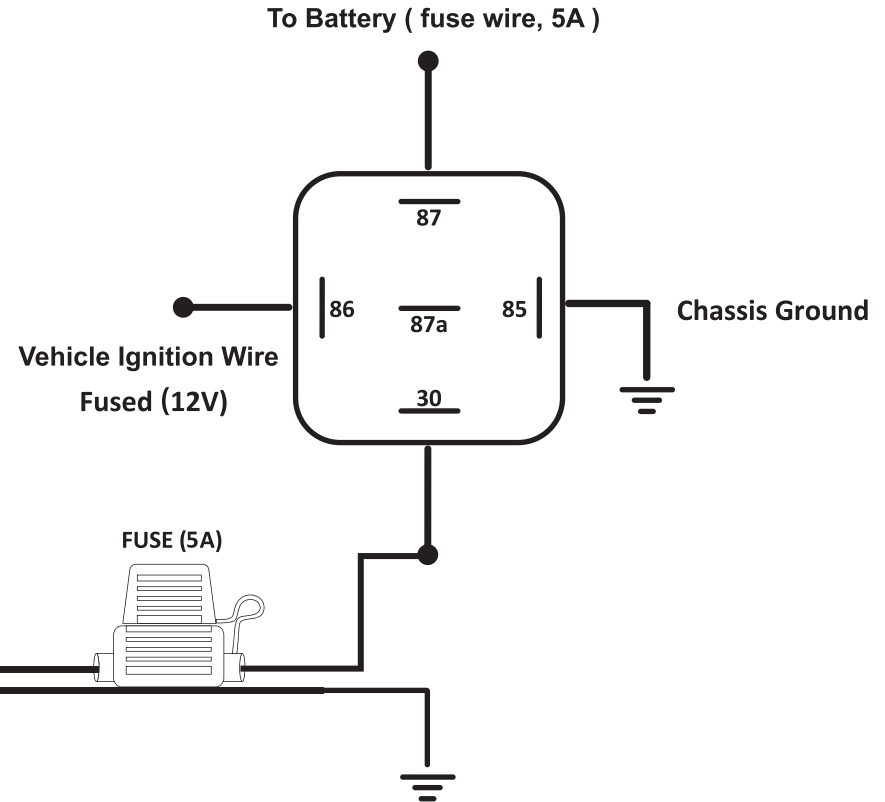 To Battery ( fuse wire, 5A )
87
86
87a
85
Chassis Ground
Vehicle Ignition Wire
Fused (12V)
30
FUSE (5A)